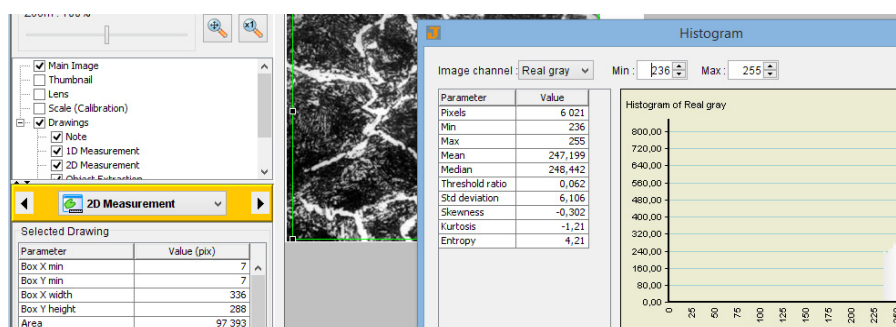 Zoom : 100%
x1
Main Image
Thumbnail
Lens
Scale (Calibration)
Drawings
Note
1D Measurement
2D Measurement
Object Extraction
2D Measurement
Selected Drawing
Parameter Value (pix)
Box X min 7
Box Y min 7
Box X width 336
Box Y height 288
Area 97 393
Histogram
Image channel : Real gray Min : 236 Max : 255
Parameter Value
Pixels 6 021
Min 236
Max 255
Mean 247,199
Median 248,442
Threshold ratio 0,062
Std deviation 6,106
Skewness -0,302
Kurtosis -1,21
Entropy 4,21
Histogram of Real gray
800,00
720,00
640,00
560,00
480,00
400,00
320,00
240,00
160,00
80,00
0,00
0 25 50 75 100 125 150 175 200 225